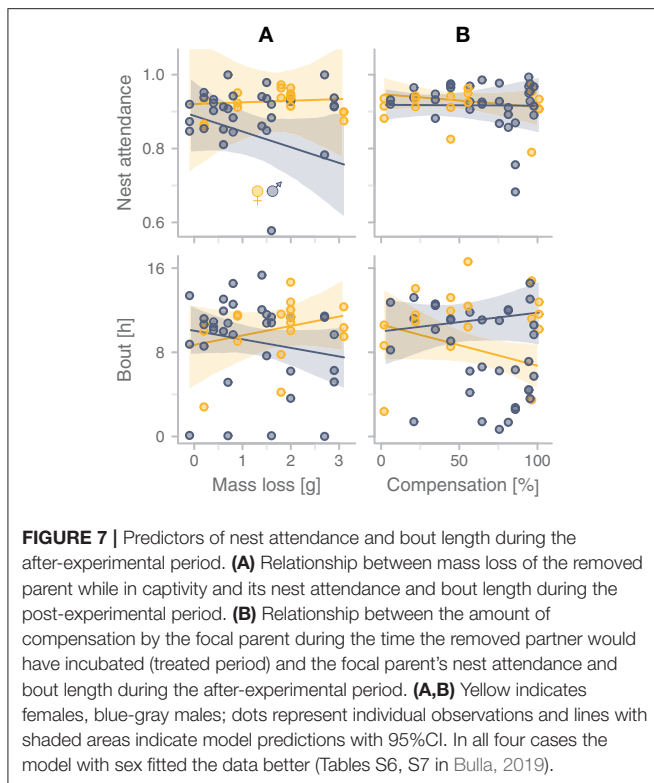 A
B
Nest attendance
1.0
0.8
0.6
♀ ♂
Bout [h]
16
8
0
0 1 2 3
0 50 100
Mass loss [g]
Compensation [%]
FIGURE 7 | Predictors of nest attendance and bout length during the
after-experimental period. (A) Relationship between mass loss of the removed
parent while in captivity and its nest attendance and bout length during the
post-experimental period. (B) Relationship between the amount of
compensation by the focal parent during the time the removed partner would
have incubated (treated period) and the focal parent's nest attendance and
bout length during the after-experimental period. (A,B) Yellow indicates
females, blue-gray males; dots represent individual observations and lines with
shaded areas indicate model predictions with 95%CI. In all four cases the
model with sex fitted the data better (Tables S6, S7 in Bulla, 2019).